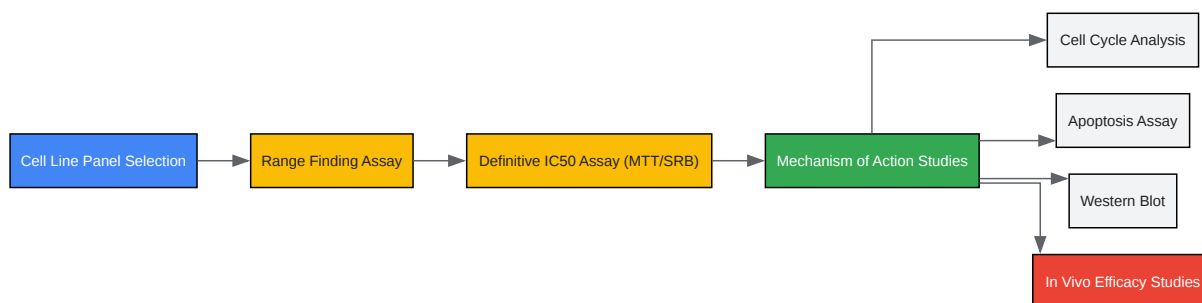 Cell Cycle Analysis
Apoptosis Assay
Cell Line Panel Selection
Range Finding Assay
Definitive IC50 Assay (MTT/SRB)
Mechanism of Action Studies
Western Blot
In Vivo Efficacy Studies